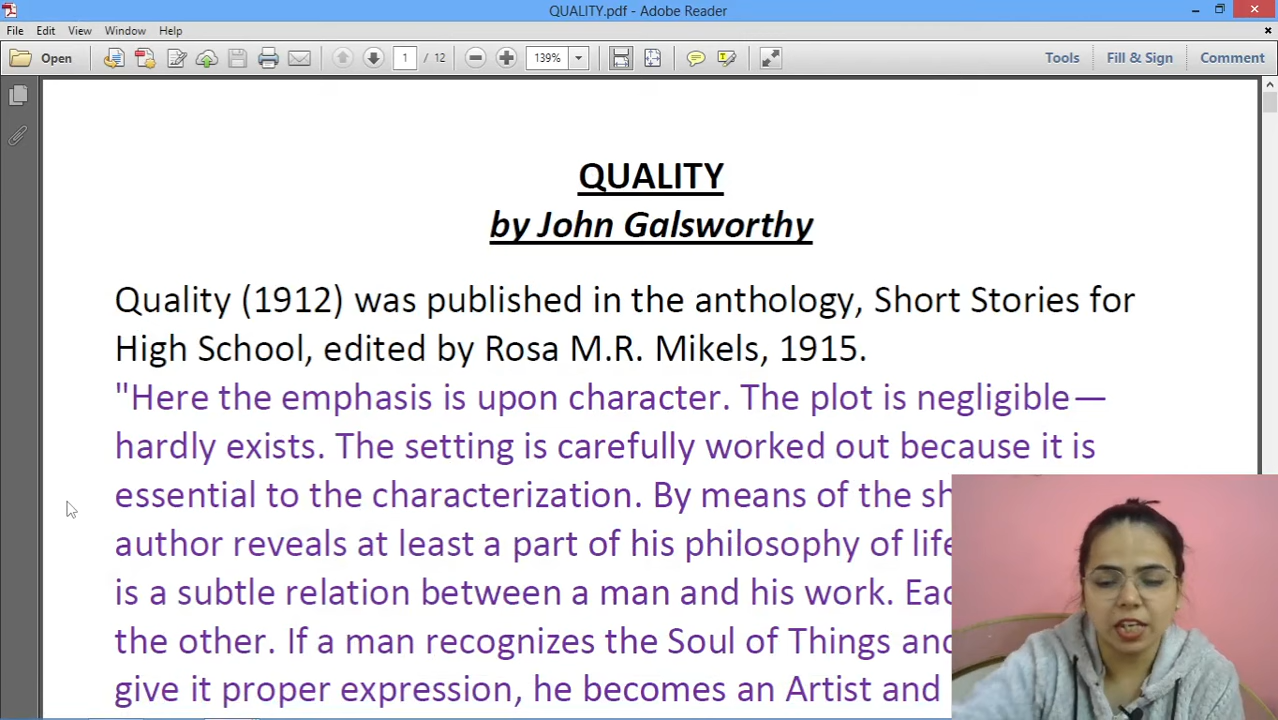 QUALITY.pdf - Adobe Reader
File Edit View Window Help
Open 1 / 12 139% Tools Fill & Sign Comment
QUALITY
by John Galsworthy
Quality (1912) was published in the anthology, Short Stories for
High School, edited by Rosa M.R. Mikels, 1915.
"Here the emphasis is upon character. The plot is negligible—
hardly exists. The setting is carefully worked out because it is
essential to the characterization. By means of the
author reveals at least a part of his philosophy of
is a subtle relation between a man and his work.
the other. If a man recognizes the Soul of Things
give it proper expression, he becomes an Artist and